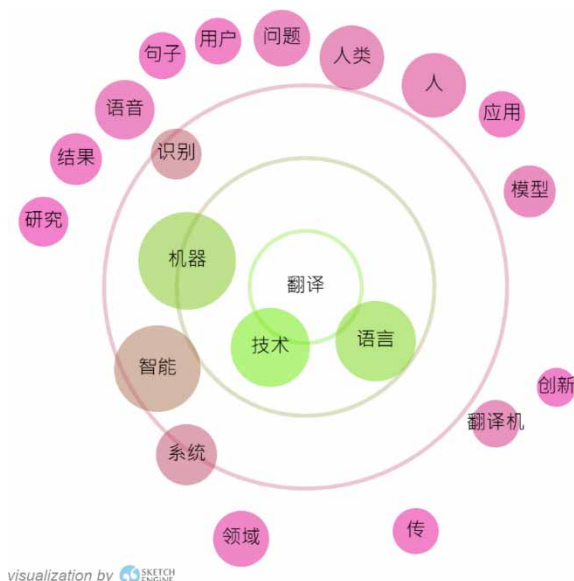 问题
用户
人类
句子
人
语音
应用
识别
结果
模型
研究
机器
翻译
语言
技术
智能
创新
翻译机
系统
传
领域
visualization by SKETCH
ENGINE